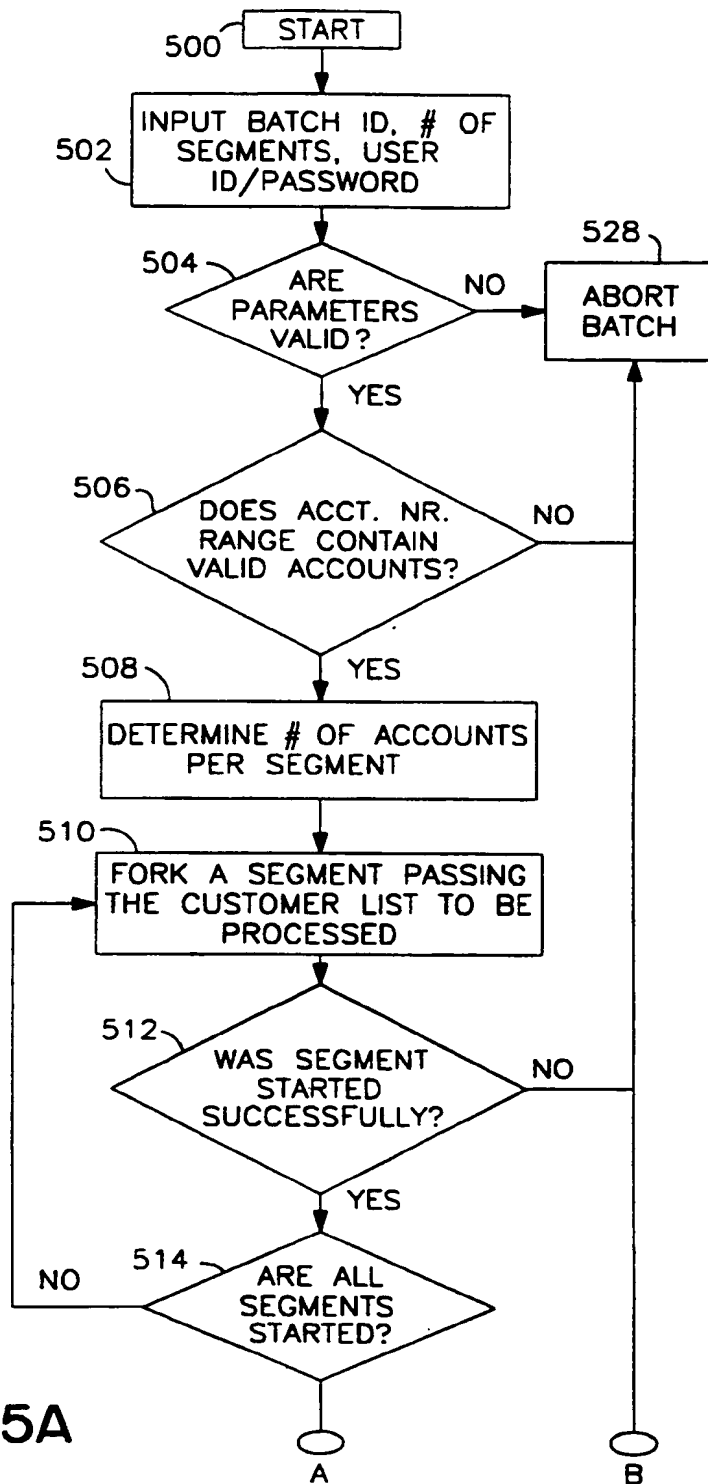 500
START
502
INPUT BATCH ID, # OF
SEGMENTS, USER
ID/PASSWORD
504
ARE
PARAMETERS
VALID?
NO
528
ABORT
BATCH
YES
506
DOES ACCT. NR.
RANGE CONTAIN
VALID ACCOUNTS?
NO
YES
508
DETERMINE # OF ACCOUNTS
PER SEGMENT
510
FORK A SEGMENT PASSING
THE CUSTOMER LIST TO BE
PROCESSED
512
WAS SEGMENT
STARTED
SUCCESSFULLY?
NO
YES
514
NO
ARE ALL
SEGMENTS
STARTED?
5A
A
B